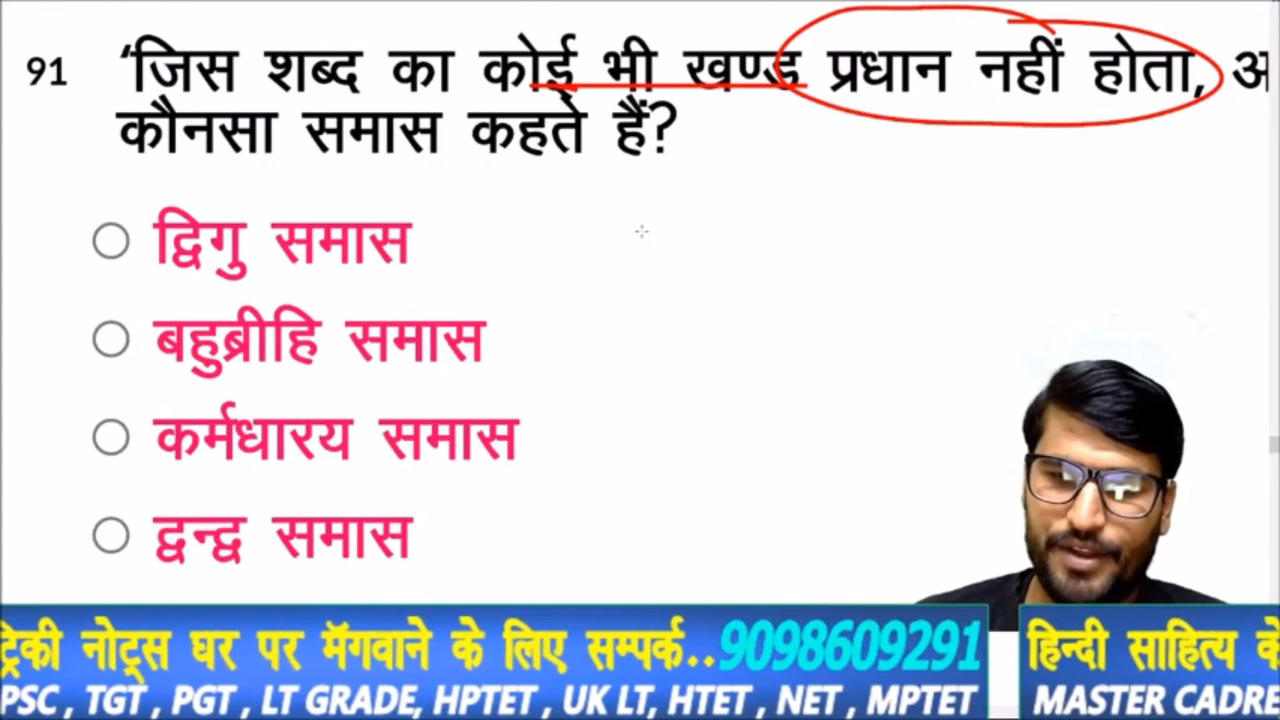 91 ‘जिस शब्द का कोई भी खण्ड प्रधान नहीं होता, अ
कौनसा समास कहते हैं?
द्विगु समास
बहुब्रीहि समास
कर्मधारय समास
द्वन्द्व समास
ट्रिकी नोट्स घर पर मँगवाने के लिए सम्पर्क..9098609291
हिन्दी साहित्य के
PSC , TGT , PGT , LT GRADE, HPTET , UK LT, HTET , NET , MPTET
MASTER CADRE